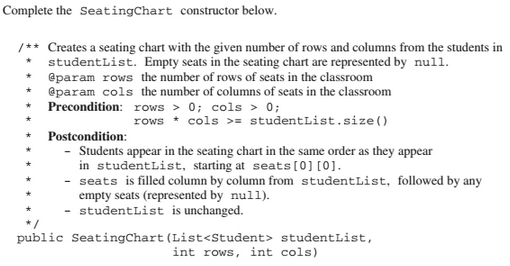 Complete the SeatingChart constructor below.
/** Creates a seating chart with the given number of rows and columns from the students in
* studentList. Empty seats in the seating chart are represented by null.
* @param rows the number of rows of seats in the classroom
* @param cols the number of columns of seats in the classroom
* Precondition: rows > 0; cols > 0;
* rows * cols >= studentList.size()
* Postcondition:
* - Students appear in the seating chart in the same order as they appear
* in studentList, starting at seats[0][0].
* - seats is filled column by column from studentList, followed by any
* empty seats (represented by null).
* - studentList is unchanged.
*/
public SeatingChart(List<Student> studentList,
int rows, int cols)